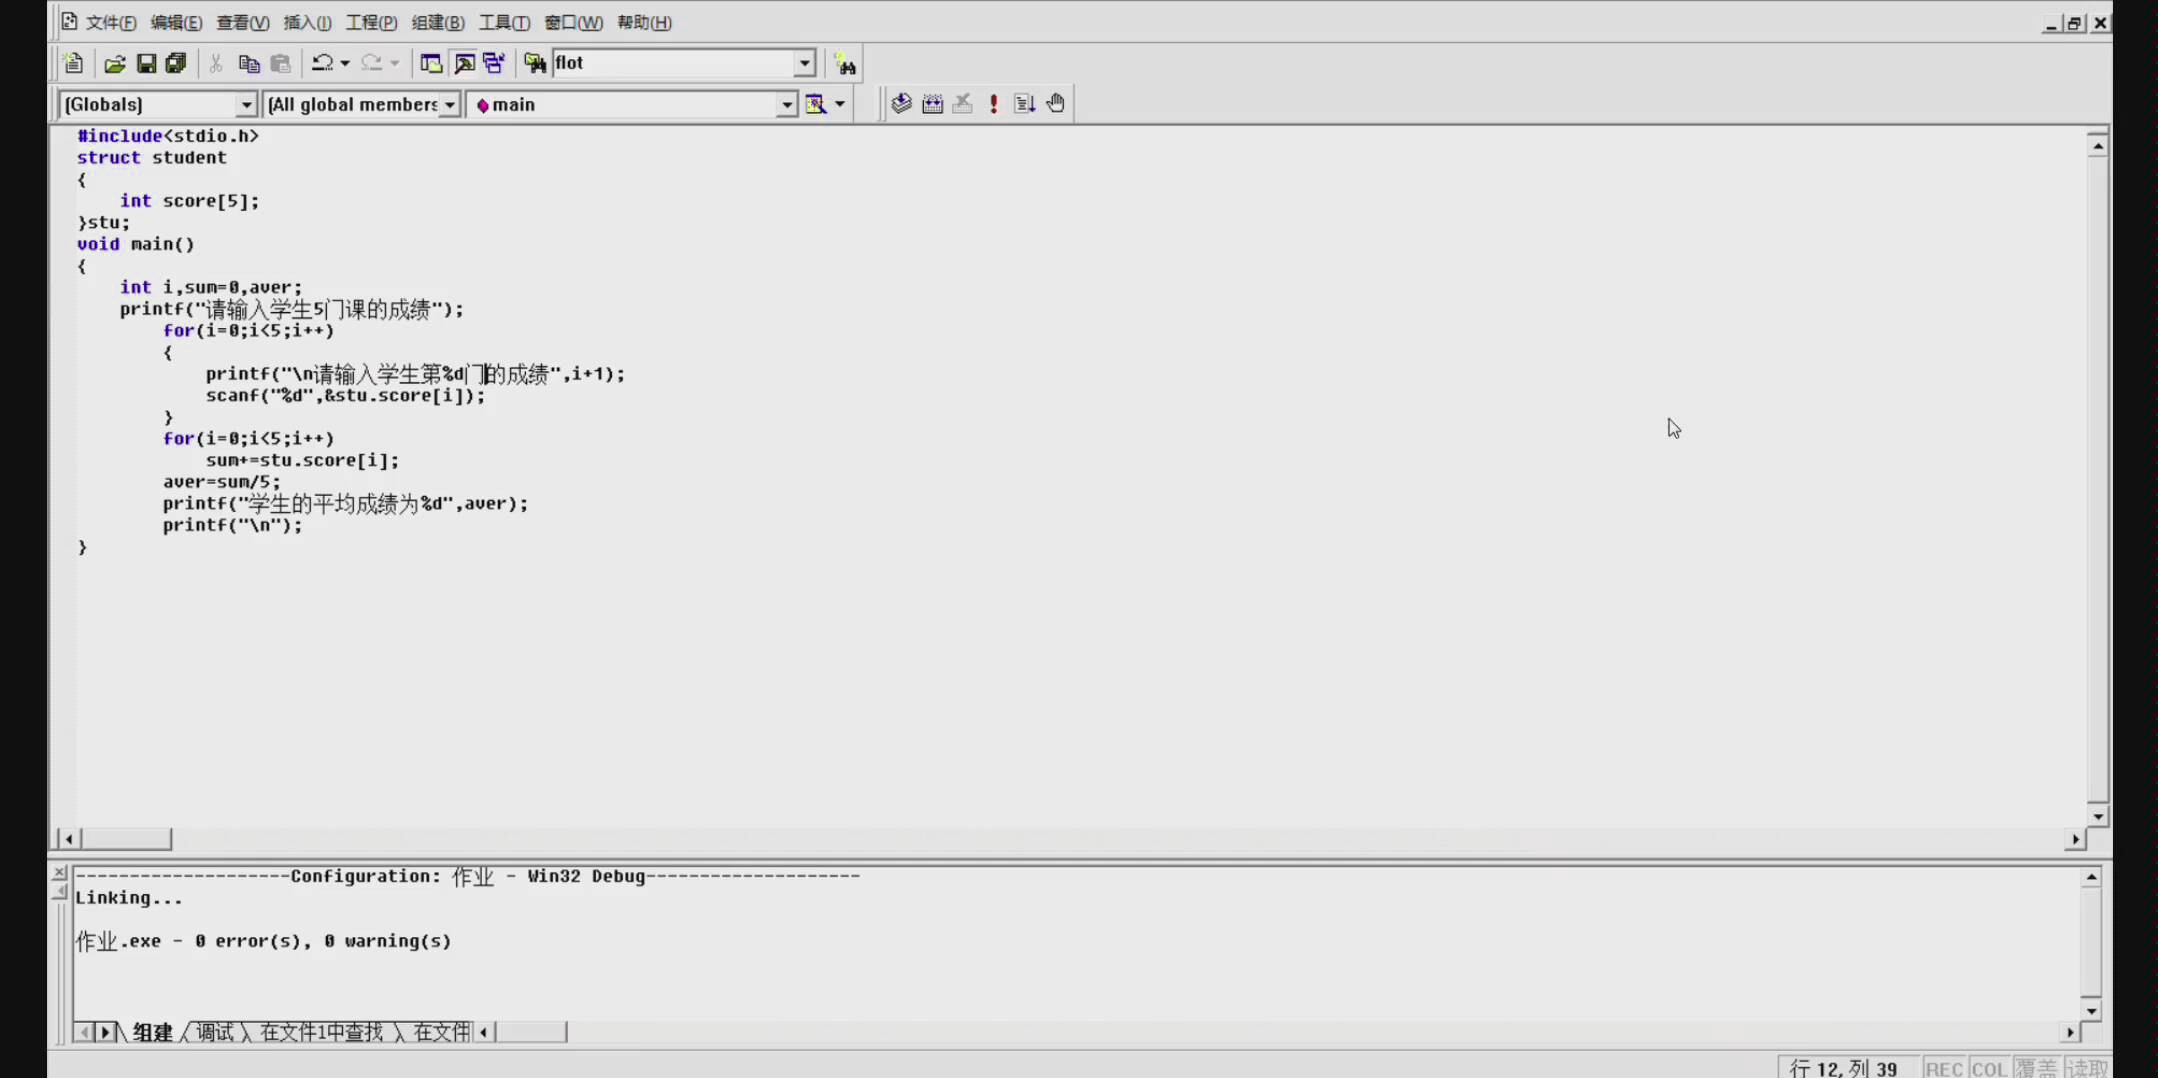 文件(F) 编辑(E) 查看(V) 插入(I) 工程(P) 组建(B) 工具(T) 窗口(W) 帮助(H)
flot
(Globals) (All global members main
#include<stdio.h>
struct student
{
int score[5];
}stu;
void main()
{
int i,sum=0,aver;
printf("请输入学生5门课的成绩");
for(i=0;i<5;i++)
{
printf("\n请输入学生第%d门的成绩",i+1);
scanf("%d",&stu.score[i]);
}
for(i=0;i<5;i++)
sum+=stu.score[i];
aver=sum/5;
printf("学生的平均成绩为%d",aver);
printf("\n");
}
--------------------Configuration: 作业 - Win32 Debug--------------------
Linking...
作业.exe - 0 error(s), 0 warning(s)
组建 调试 在文件1中查找 在文件
行 12, 列 39 REC COL 覆盖 读取